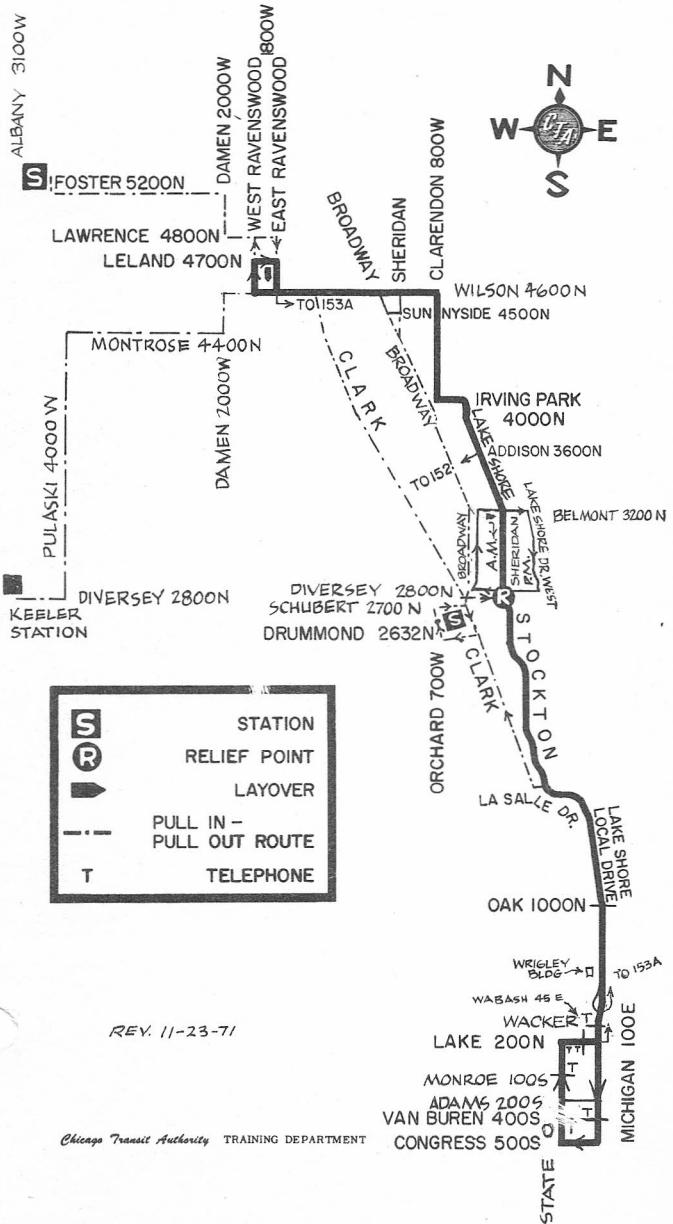 ALBANY 3100W
DAMEN 2000W
WEST RAVENSWOOD 1800W
EAST RAVENSWOOD
N
W CTA E
S
S FOSTER 5200N
LAWRENCE 4800N
LELAND 4700N
BROADWAY
SHERIDAN
CLARENDON 800W
WILSON 4600N
TO 153A
SUNNYSIDE 4500N
MONTROSE 4400N
PULASKI 4000W
DAMEN 2000W
CLARK
BROADWAY
IRVING PARK
4000N
LAKE SHORE
ADDISON 3600N
TO 152
BELMONT 3200N
BROADWAY
A.M.
SHERIDAN
P.M.
LAKE SHORE DR. WEST
KEELER
STATION
DIVERSEY 2800N
DIVERSEY 2800N
R
SCHUBERT 2700N
S
DRUMMOND 2632N
ORCHARD 700W
CLARK
STOCKTON
S STATION
R RELIEF POINT
LAYOVER
PULL IN -
PULL OUT ROUTE
T TELEPHONE
LA SALLE DR.
LAKE SHORE
LOCAL DRIVE
OAK 1000N
WRIGLEY
BLDG
TO 153A
WABASH 45 E
T
WACKER
LAKE 200N
T
MONROE 100S
ADAMS 200S
T
VAN BUREN 400S
T
CONGRESS 500S
MICHIGAN 100E
STATE O
REV. 11-23-71
Chicago Transit Authority TRAINING DEPARTMENT